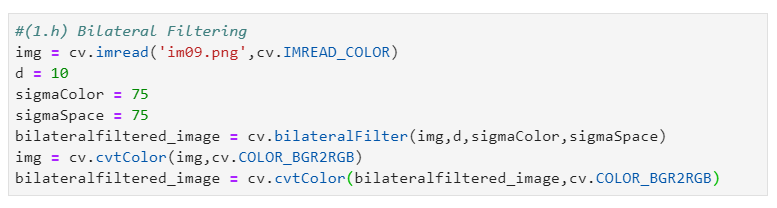 #(1.h) Bilateral Filtering
img = cv.imread('im09.png',cv.IMREAD_COLOR)
d = 10
sigmaColor = 75
sigmaSpace = 75
bilateralfiltered_image = cv.bilateralFilter(img,d,sigmaColor,sigmaSpace)
img = cv.cvtColor(img,cv.COLOR_BGR2RGB)
bilateralfiltered_image = cv.cvtColor(bilateralfiltered_image,cv.COLOR_BGR2RGB)